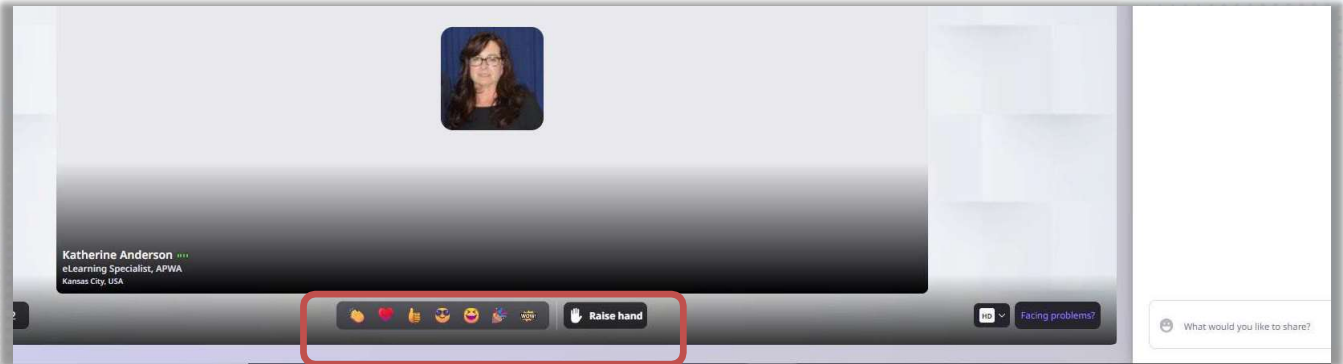 Katherine Anderson
eLearning Specialist, APWA
Kansas City, USA
WOW!
Raise hand
HD
Facing problems?
What would you like to share?